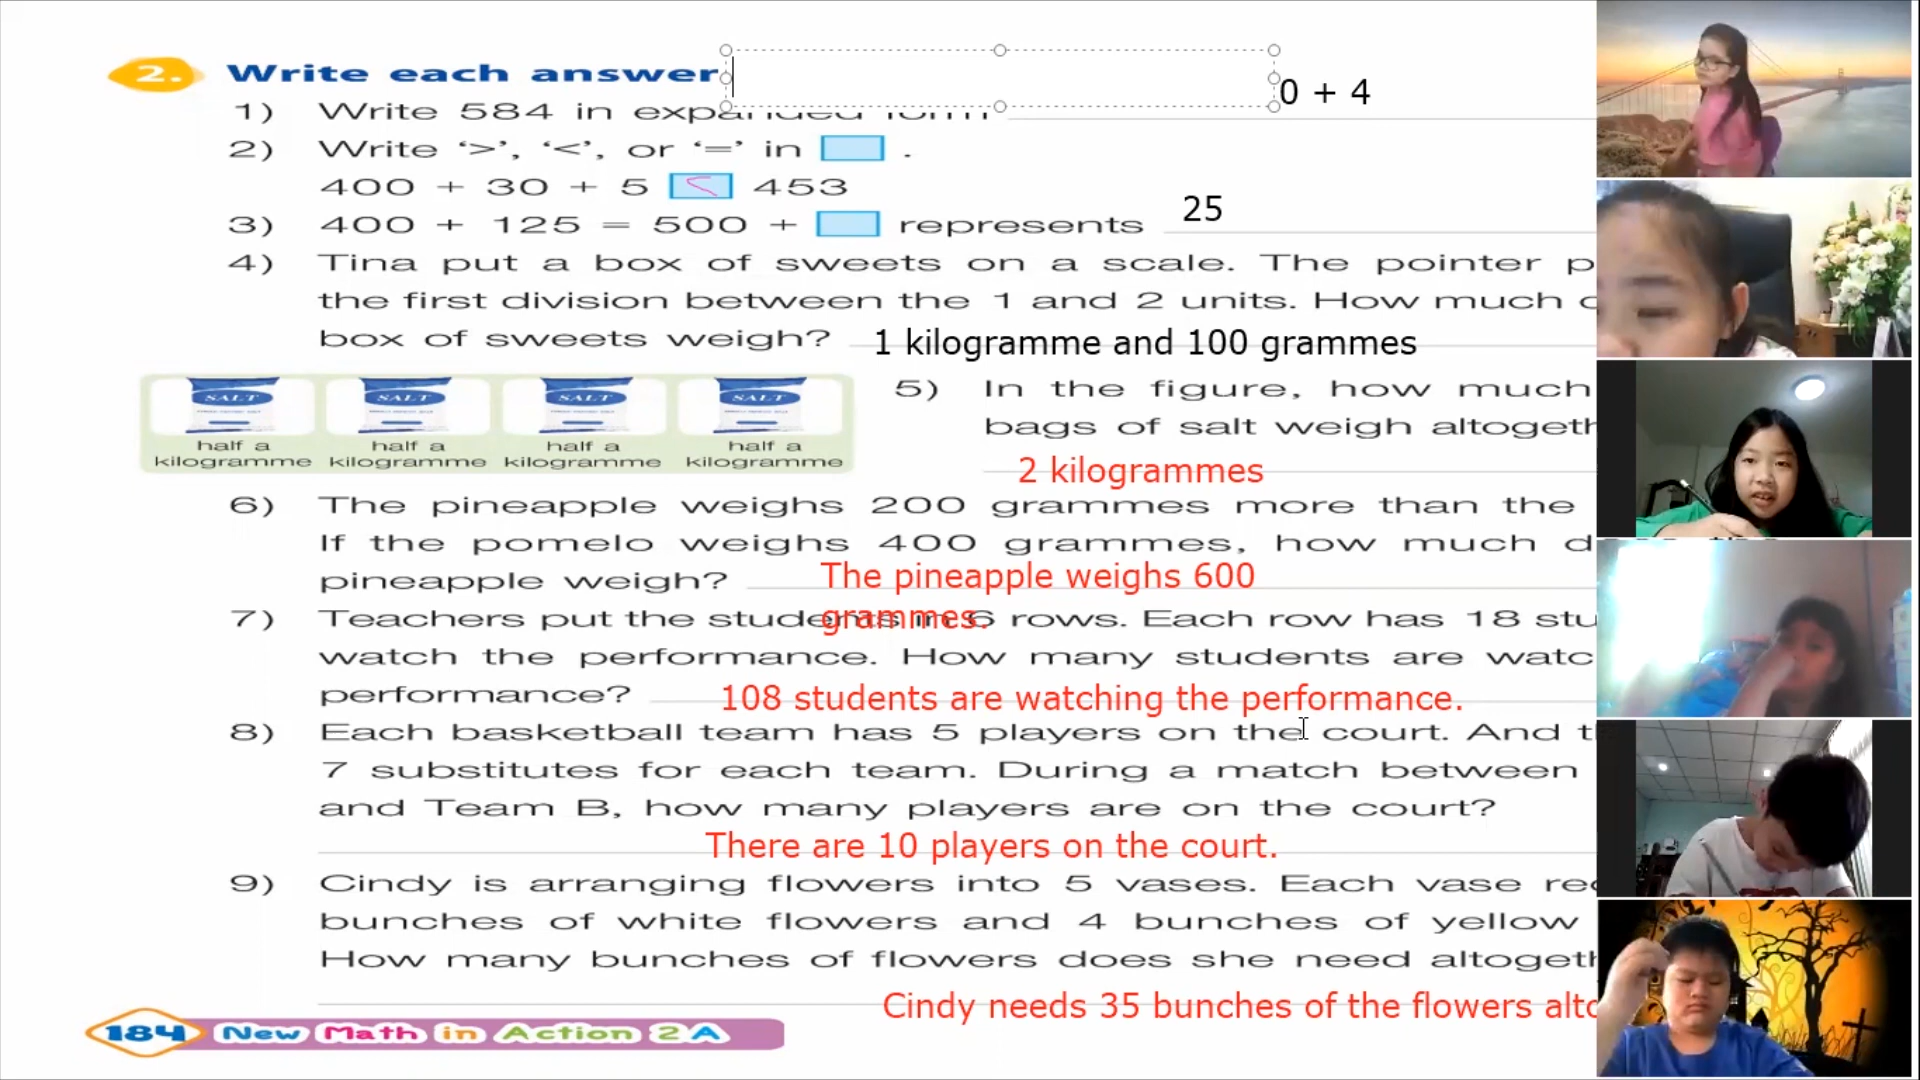 2. Write each answer
0 + 4
1) Write 584 in expanded form
2) Write ‘>’, ‘<’, or ‘=’ in .
400 + 30 + 5 < 453
3) 400 + 125 = 500 + represents 25
4) Tina put a box of sweets on a scale. The pointer p
the first division between the 1 and 2 units. How much
box of sweets weigh? 1 kilogramme and 100 grammes
SALT SALT SALT SALT
half a half a half a half a
kilogramme kilogramme kilogramme kilogramme
5) In the figure, how much
bags of salt weigh altogeth
2 kilogrammes
6) The pineapple weighs 200 grammes more than the
If the pomelo weighs 400 grammes, how much d
pineapple weigh? The pineapple weighs 600
grammes.
7) Teachers put the students in 6 rows. Each row has 18 stu
watch the performance. How many students are watc
performance? 108 students are watching the performance.
8) Each basketball team has 5 players on the court. And t
7 substitutes for each team. During a match between
and Team B, how many players are on the court?
There are 10 players on the court.
9) Cindy is arranging flowers into 5 vases. Each vase rec
bunches of white flowers and 4 bunches of yellow
How many bunches of flowers does she need altogeth
Cindy needs 35 bunches of the flowers alto
184 New Math in Action 2A